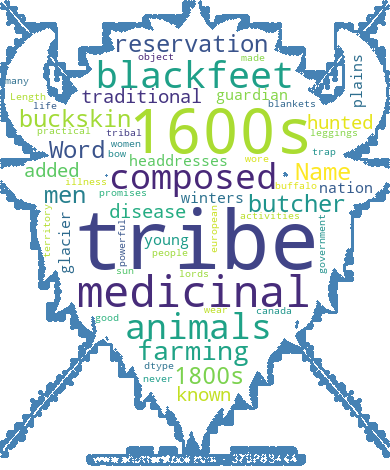 reservation
object
made
many
blackfeet
plains
Length
traditional
guardian
life
blankets
buckskin
1600s
hunted
practical
tribal
women
leggings
Word
bow
headdresses
wore
trap
added
composed
Name
illness
buffalo
nation
men
promises
winters
butcher
disease
activities
territory
glacier
powerful
young
european
government
tribe
people
sun
lords
medicinal
wear
canada
good
animals
farming
dtype
never
1800s
known
www.shutterstock.com · 379983444